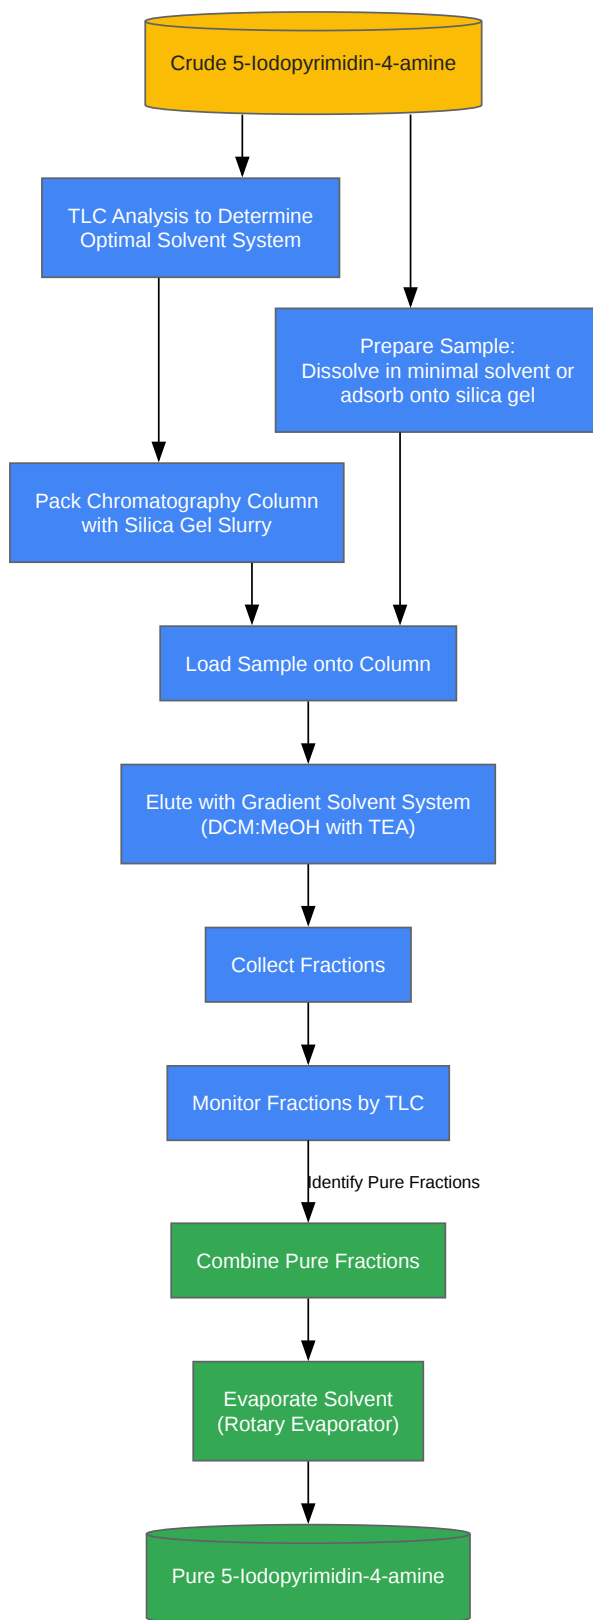 Crude 5-Iodopyrimidin-4-amine
TLC Analysis to Determine
Optimal Solvent System
Prepare Sample:
Dissolve in minimal solvent or
adsorb onto silica gel
Pack Chromatography Column
with Silica Gel Slurry
Load Sample onto Column
Elute with Gradient Solvent System
(DCM:MeOH with TEA)
Collect Fractions
Monitor Fractions by TLC
Identify Pure Fractions
Combine Pure Fractions
Evaporate Solvent
(Rotary Evaporator)
Pure 5-Iodopyrimidin-4-amine